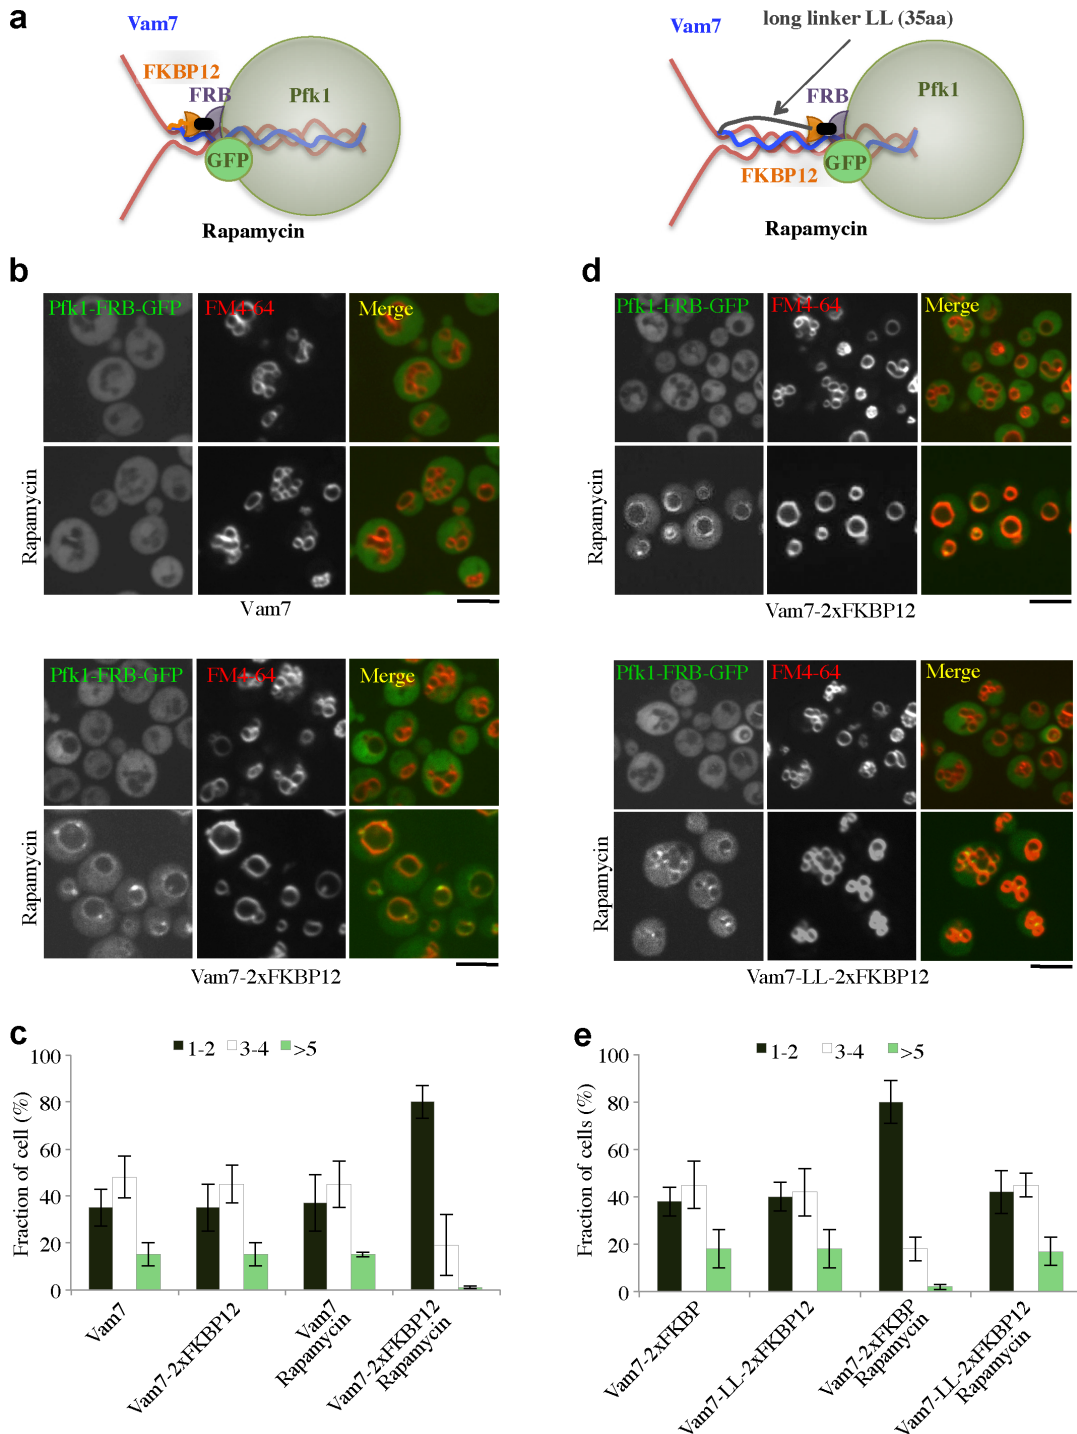 a
Vam7
FKBP12
FRB
Pfk1
GFP
Rapamycin
long linker LL (35aa)
Vam7
FRB
Pfk1
FKBP12
GFP
Rapamycin
b
Pfk1-FRB-GFP
FM4-64
Merge
Rapamycin
Vam7
Pfk1-FRB-GFP
FM4-64
Merge
Rapamycin
Vam7-2xFKBP12
d
Pfk1-FRB-GFP
FM4-64
Merge
Rapamycin
Vam7-2xFKBP12
Pfk1-FRB-GFP
FM4-64
Merge
Rapamycin
Vam7-LL-2xFKBP12
c
1-2 3-4 >5
Fraction of cell (%)
100
80
60
40
20
0
Vam7
Vam7-2xFKBP12
Vam7
Rapamycin
Vam7-2xFKBP12
Rapamycin
e
1-2 3-4 >5
Fraction of cells (%)
100
80
60
40
20
0
Vam7-2xFKBP
Vam7-LL-2xFKBP12
Vam7-2xFKBP
Rapamycin
Vam7-LL-2xFKBP12
Rapamycin